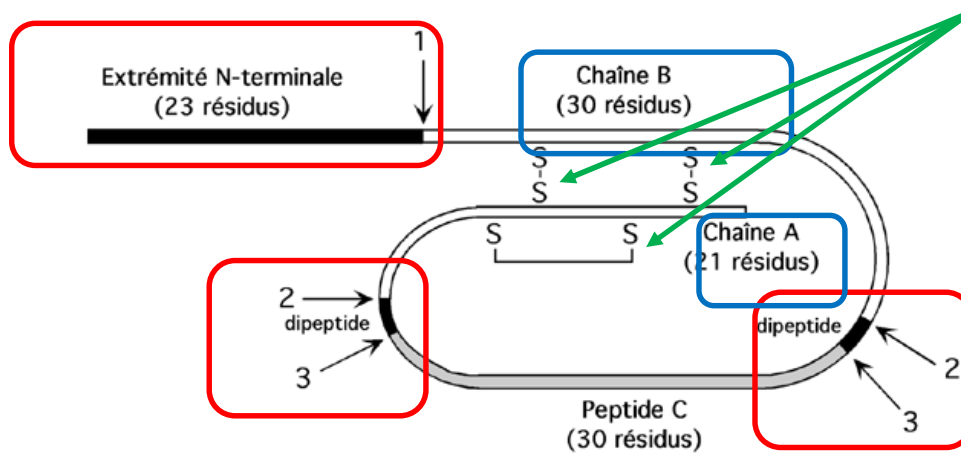 1
Extrémité N-terminale
(23 résidus)
Chaîne B
(30 résidus)
S
S
S
S
S
S
Chaîne A
(21 résidus)
2
dipeptide
3
dipeptide
2
3
Peptide C
(30 résidus)